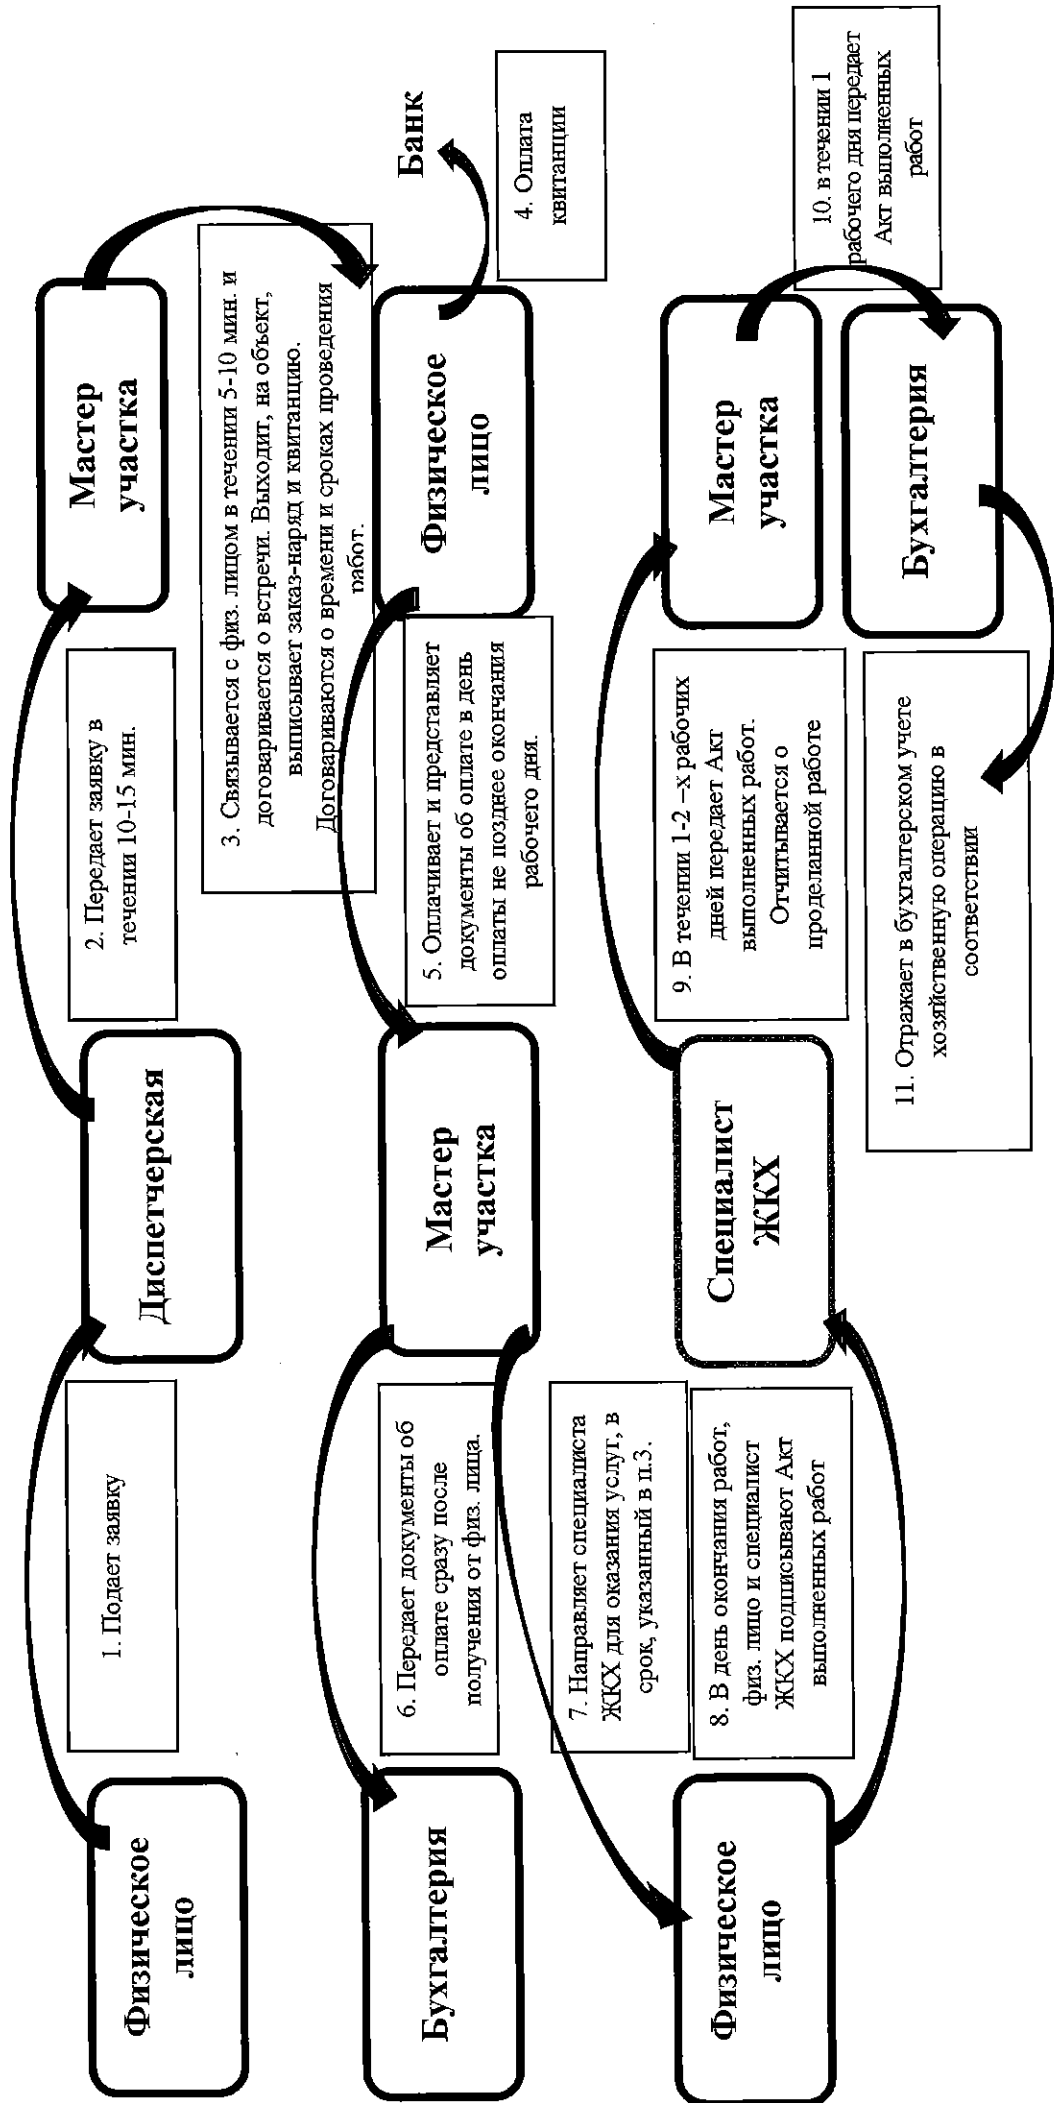 Физическое
лицо
1. Подает заявку
Диспетчерская
2. Передает заявку в
течении 10-15 мин.
Мастер
участка
3. Связывается с физ. лицом в течении 5-10 мин. и
договаривается о встречи. Выходит, на объект,
выписывает заказ-наряд и квитанцию.
Договариваются о времени и сроках проведения
работ.
Физическое
лицо
Банк
4. Оплата
квитанции
5. Оплачивает и представляет
документы об оплате в день
оплаты не позднее окончания
рабочего дня.
Мастер
участка
6. Передает документы об
оплате сразу после
получения от физ. лица.
Бухгалтерия
7. Направляет специалиста
ЖКХ для оказания услуг, в
срок, указанный в п.3.
Физическое
лицо
8. В день окончания работ,
физ. лицо и специалист
ЖКХ подписывают Акт
выполненных работ
Специалист
ЖКХ
9. В течении 1-2 –х рабочих
дней передает Акт
выполненных работ.
Отчитывается о
проделанной работе
Мастер
участка
10. в течении 1
рабочего дня передает
Акт выполненных
работ
Бухгалтерия
11. Отражает в бухгалтерском учете
хозяйственную операцию в
соответствии